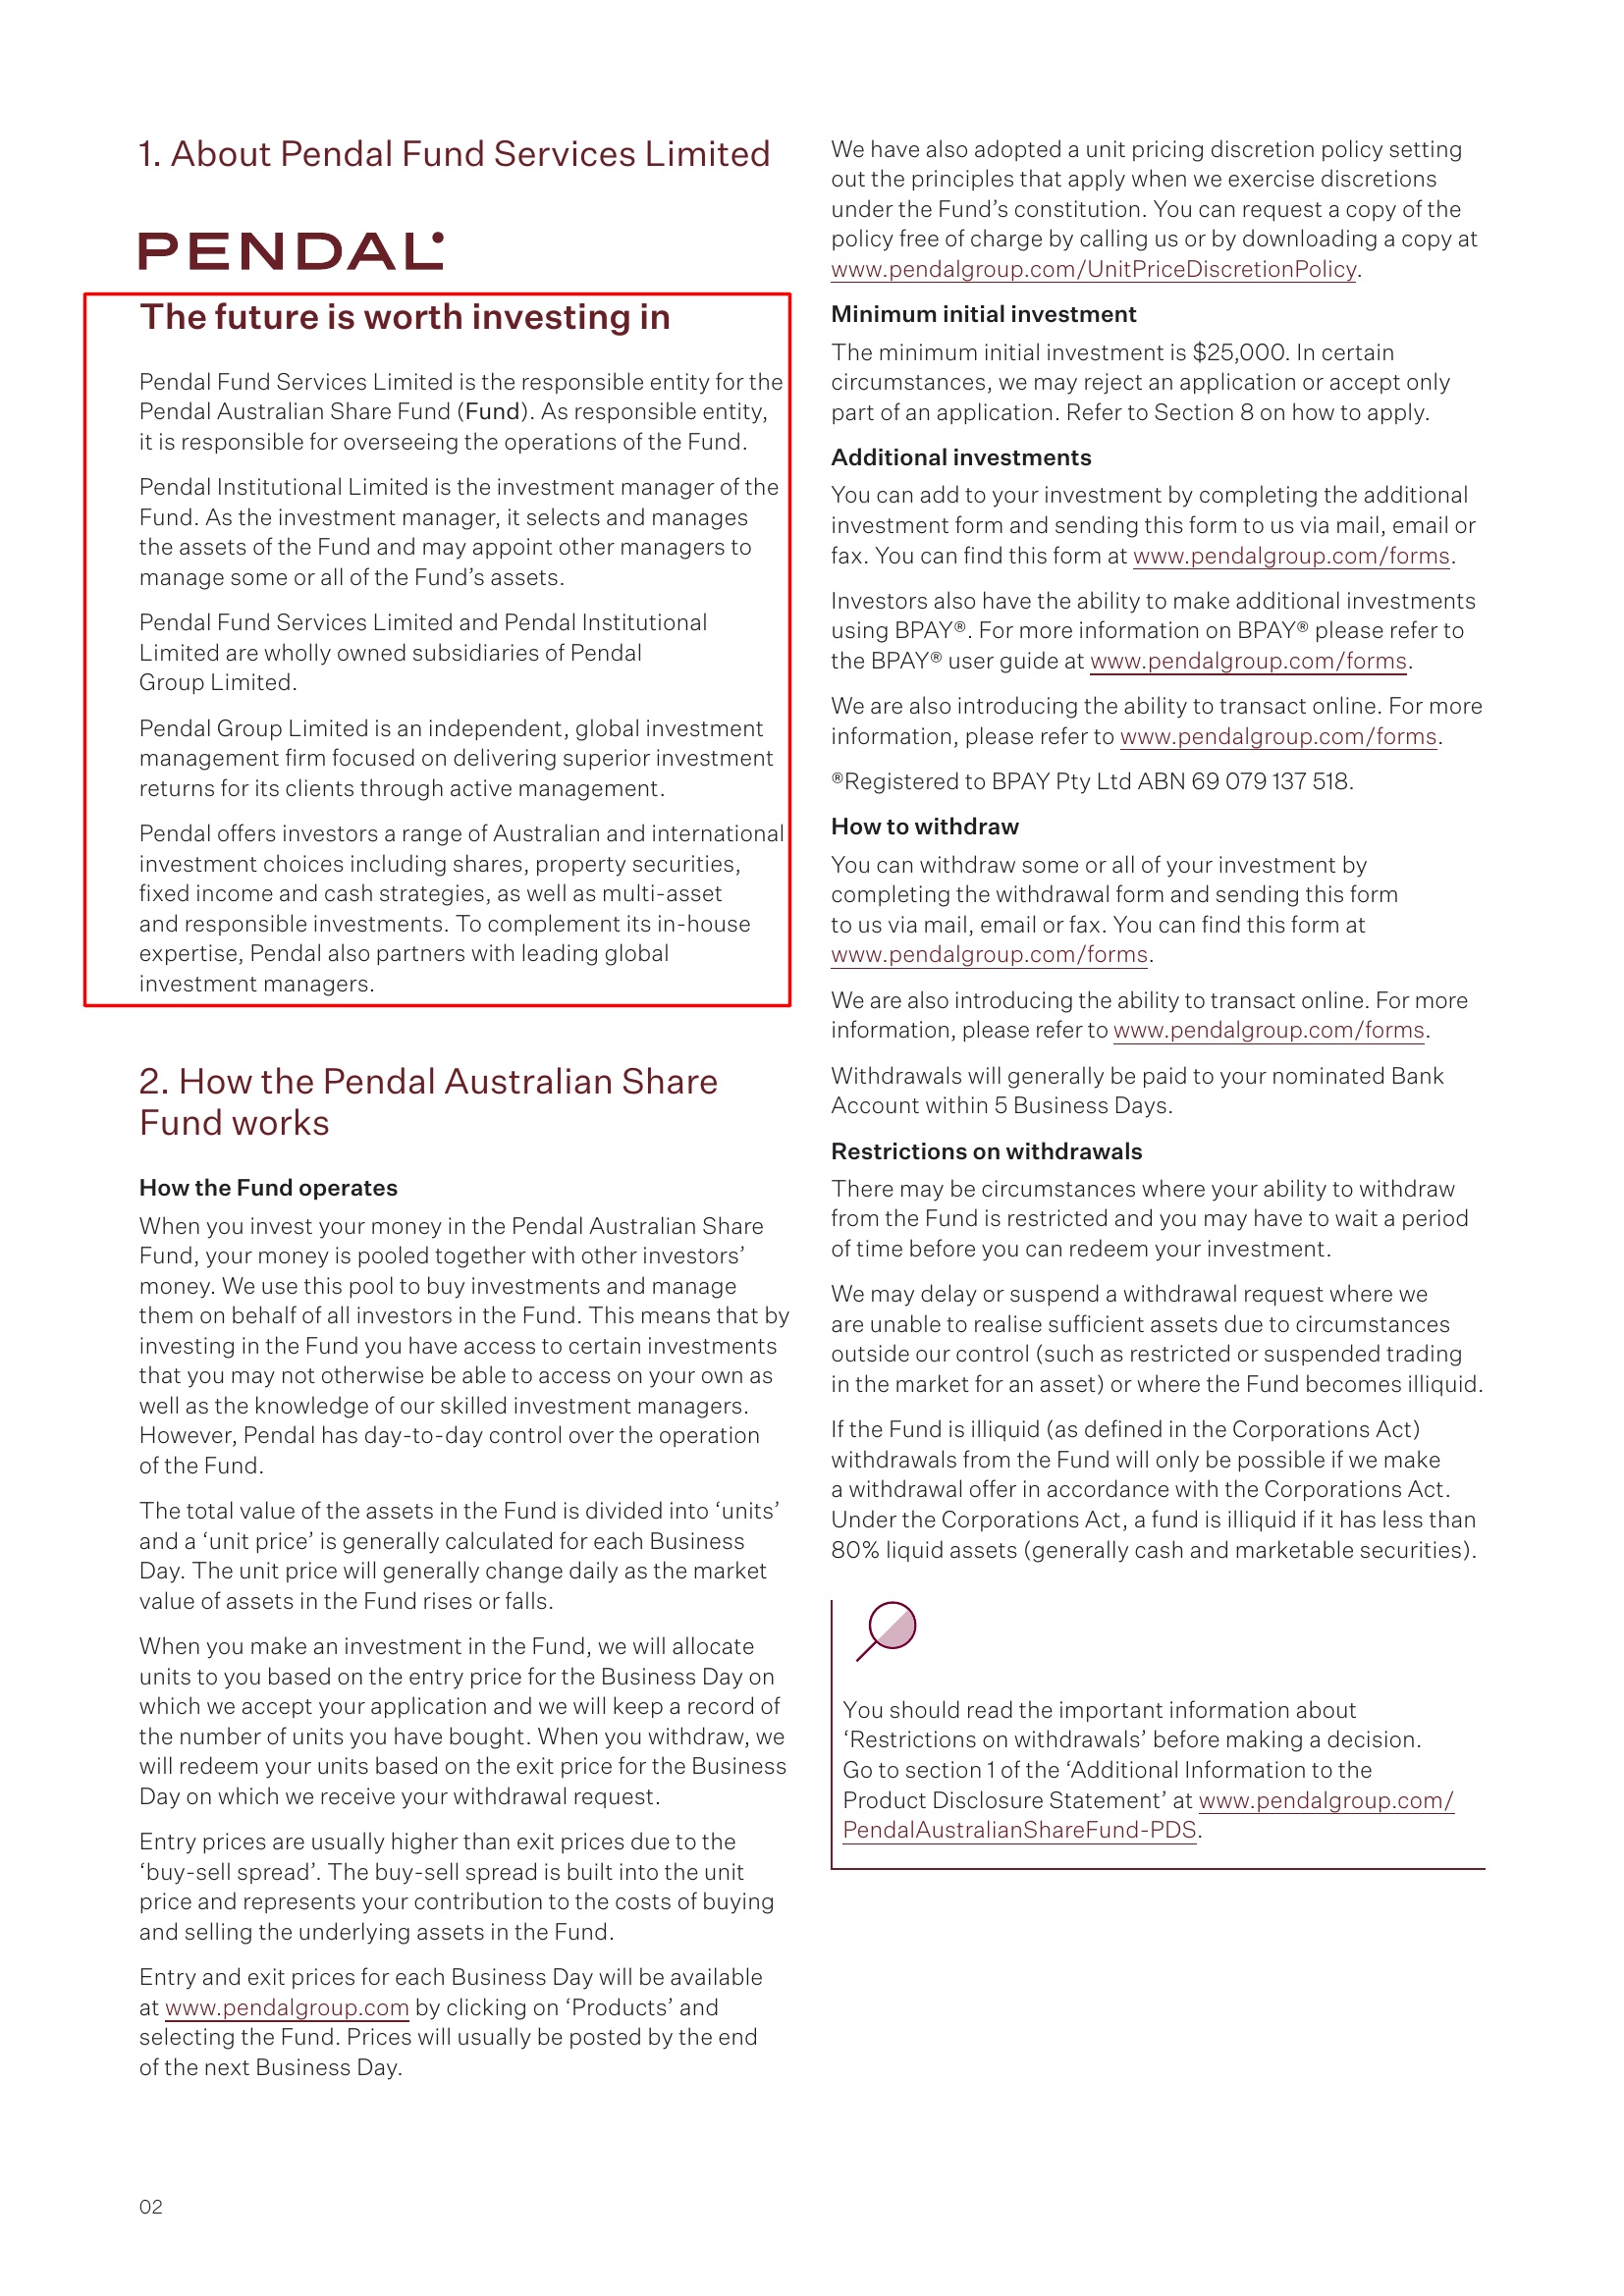 1. About Pendal Fund Services Limited
PENDAL
The future is worth investing in
Pendal Fund Services Limited is the responsible entity for the
Pendal Australian Share Fund (Fund). As responsible entity,
it is responsible for overseeing the operations of the Fund.
Pendal Institutional Limited is the investment manager of the
Fund. As the investment manager, it selects and manages
the assets of the Fund and may appoint other managers to
manage some or all of the Fund’s assets.
Pendal Fund Services Limited and Pendal Institutional
Limited are wholly owned subsidiaries of Pendal
Group Limited.
Pendal Group Limited is an independent, global investment
management firm focused on delivering superior investment
returns for its clients through active management.
Pendal offers investors a range of Australian and international
investment choices including shares, property securities,
fixed income and cash strategies, as well as multi-asset
and responsible investments. To complement its in-house
expertise, Pendal also partners with leading global
investment managers.
2. How the Pendal Australian Share
Fund works
How the Fund operates
When you invest your money in the Pendal Australian Share
Fund, your money is pooled together with other investors’
money. We use this pool to buy investments and manage
them on behalf of all investors in the Fund. This means that by
investing in the Fund you have access to certain investments
that you may not otherwise be able to access on your own as
well as the knowledge of our skilled investment managers.
However, Pendal has day-to-day control over the operation
of the Fund.
The total value of the assets in the Fund is divided into ‘units’
and a ‘unit price’ is generally calculated for each Business
Day. The unit price will generally change daily as the market
value of assets in the Fund rises or falls.
When you make an investment in the Fund, we will allocate
units to you based on the entry price for the Business Day on
which we accept your application and we will keep a record of
the number of units you have bought. When you withdraw, we
will redeem your units based on the exit price for the Business
Day on which we receive your withdrawal request.
Entry prices are usually higher than exit prices due to the
‘buy-sell spread’. The buy-sell spread is built into the unit
price and represents your contribution to the costs of buying
and selling the underlying assets in the Fund.
Entry and exit prices for each Business Day will be available
at www.pendalgroup.com by clicking on ‘Products’ and
selecting the Fund. Prices will usually be posted by the end
of the next Business Day.
We have also adopted a unit pricing discretion policy setting
out the principles that apply when we exercise discretions
under the Fund’s constitution. You can request a copy of the
policy free of charge by calling us or by downloading a copy at
www.pendalgroup.com/UnitPriceDiscretionPolicy.
Minimum initial investment
The minimum initial investment is $25,000. In certain
circumstances, we may reject an application or accept only
part of an application. Refer to Section 8 on how to apply.
Additional investments
You can add to your investment by completing the additional
investment form and sending this form to us via mail, email or
fax. You can find this form at www.pendalgroup.com/forms.
Investors also have the ability to make additional investments
using BPAY®. For more information on BPAY® please refer to
the BPAY® user guide at www.pendalgroup.com/forms.
We are also introducing the ability to transact online. For more
information, please refer to www.pendalgroup.com/forms.
®Registered to BPAY Pty Ltd ABN 69 079 137 518.
How to withdraw
You can withdraw some or all of your investment by
completing the withdrawal form and sending this form
to us via mail, email or fax. You can find this form at
www.pendalgroup.com/forms.
We are also introducing the ability to transact online. For more
information, please refer to www.pendalgroup.com/forms.
Withdrawals will generally be paid to your nominated Bank
Account within 5 Business Days.
Restrictions on withdrawals
There may be circumstances where your ability to withdraw
from the Fund is restricted and you may have to wait a period
of time before you can redeem your investment.
We may delay or suspend a withdrawal request where we
are unable to realise sufficient assets due to circumstances
outside our control (such as restricted or suspended trading
in the market for an asset) or where the Fund becomes illiquid.
If the Fund is illiquid (as defined in the Corporations Act)
withdrawals from the Fund will only be possible if we make
a withdrawal offer in accordance with the Corporations Act.
Under the Corporations Act, a fund is illiquid if it has less than
80% liquid assets (generally cash and marketable securities).
You should read the important information about
‘Restrictions on withdrawals’ before making a decision.
Go to section 1 of the ‘Additional Information to the
Product Disclosure Statement’ at www.pendalgroup.com/
PendalAustralianShareFund-PDS.
02